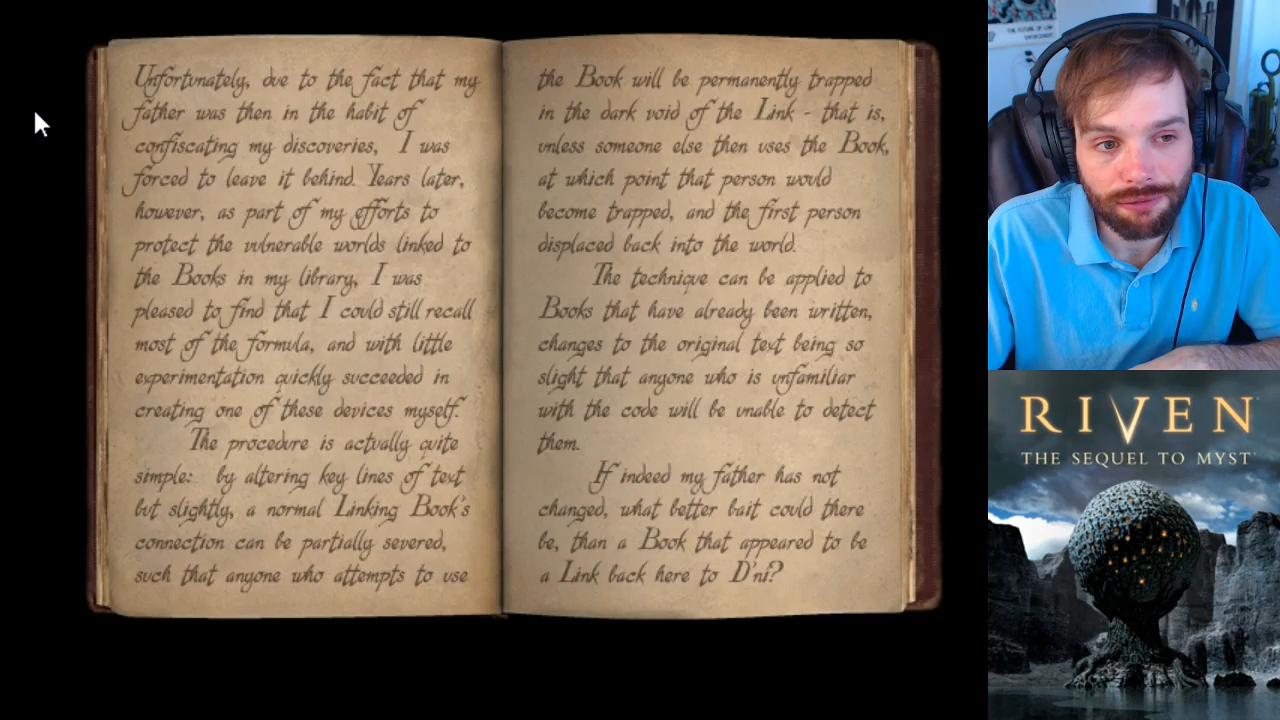 Unfortunately, due to the fact that my
father was then in the habit of
confiscating my discoveries, I was
forced to leave it behind. Years later,
however, as part of my efforts to
protect the vulnerable worlds linked to
the Books in my library, I was
pleased to find that I could still recall
most of the formula, and with little
experimentation quickly succeeded in
creating one of these devices myself.
The procedure is actually quite
simple: by altering key lines of text
but slightly, a normal Linking Book's
connection can be partially severed,
such that anyone who attempts to use
the Book will be permanently trapped
in the dark void of the Link - that is,
unless someone else then uses the Book,
at which point that person would
become trapped, and the first person
displaced back into the world.
The technique can be applied to
Books that have already been written,
changes to the original text being so
slight that anyone who is unfamiliar
with the code will be unable to detect
them.
If indeed my father has not
changed, what better bait could there
be, than a Book that appeared to be
a Link back here to D'ni?
RIVEN
THE SEQUEL TO MYST